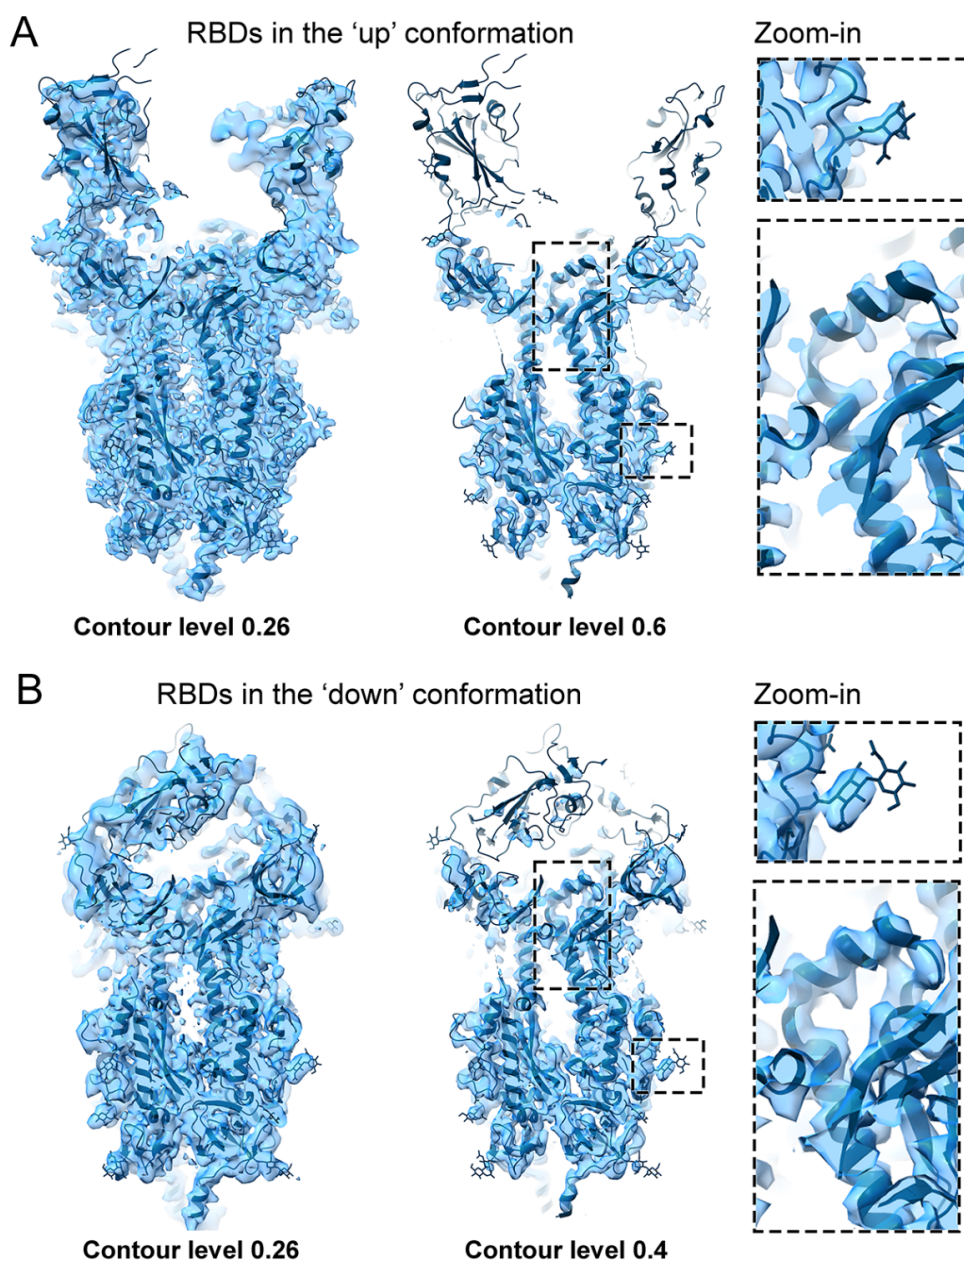 A
RBDs in the ‘up’ conformation
Zoom-in
Contour level 0.26
Contour level 0.6
B
RBDs in the ‘down’ conformation
Zoom-in
Contour level 0.26
Contour level 0.4